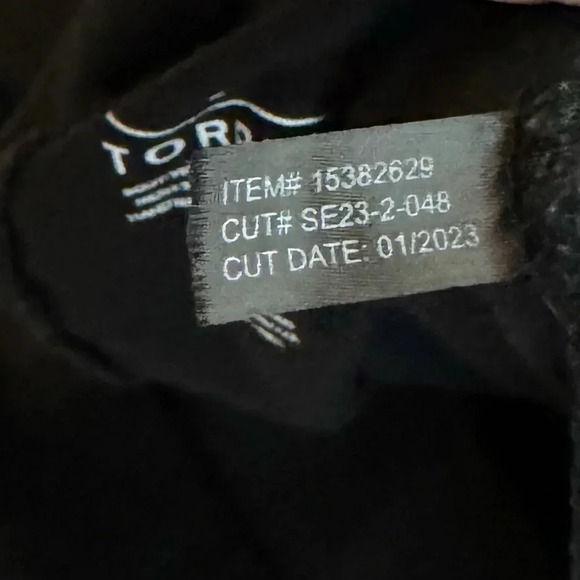 TOR
ITEM# 15382629
CUT# SE23-2-048
CUT DATE: 01/2023